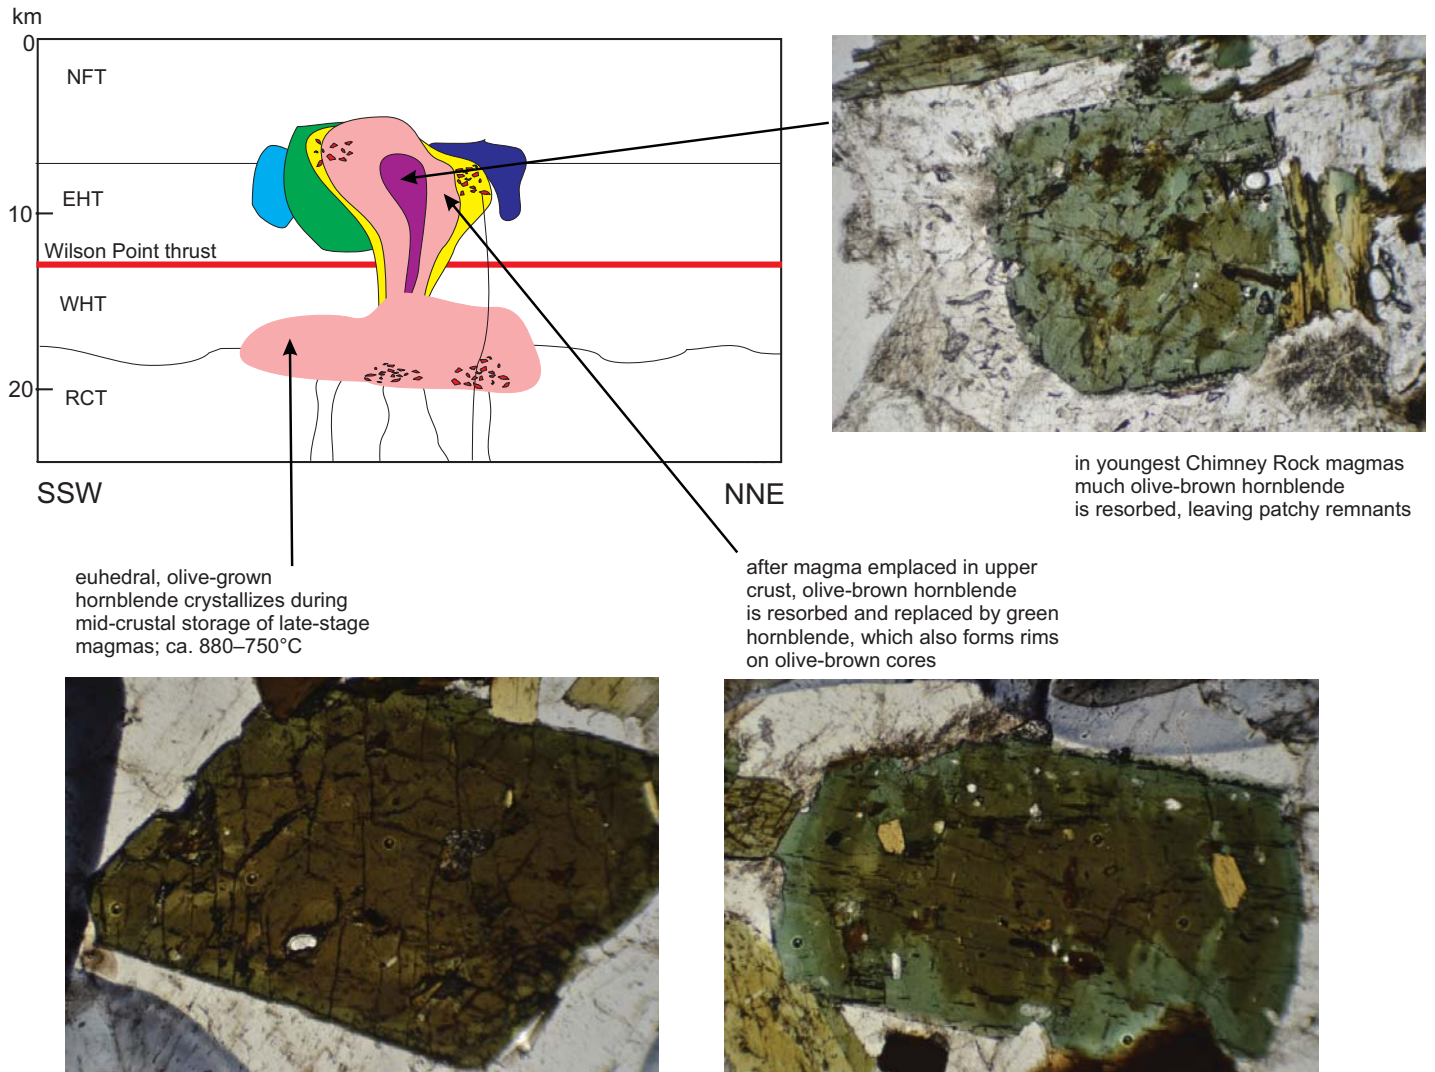 km
0
NFT
EHT
10
Wilson Point thrust
WHT
20
RCT
SSW
NNE
in youngest Chimney Rock magmas
much olive-brown hornblende
is resorbed, leaving patchy remnants
euhedral, olive-grown
hornblende crystallizes during
mid-crustal storage of late-stage
magmas; ca. 880–750°C
after magma emplaced in upper
crust, olive-brown hornblende
is resorbed and replaced by green
hornblende, which also forms rims
on olive-brown cores